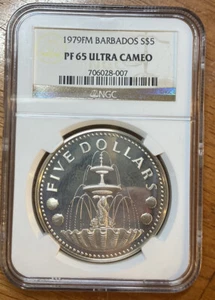 1979FM BARBADOS S$5
PF 65 ULTRA CAMEO
706028-007
NGC
FIVE DOLLARS